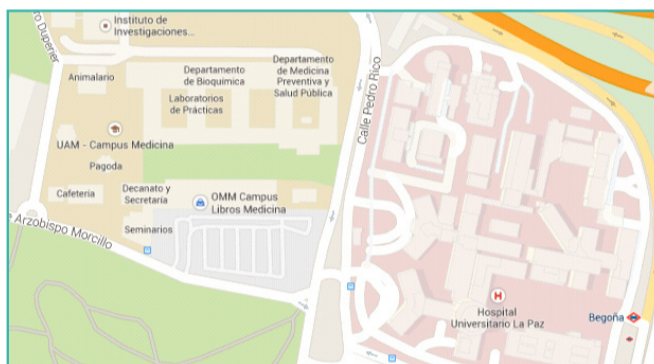 Instituto de
Investigaciones...
ro Duperier
Animalario
Departamento
de Bioquímica
Departamento
de Medicina
Preventiva y
Salud Pública
Laboratorios
de Prácticas
Calle Pedro Rico
UAM - Campus Medicina
Pagoda
Cafetería
Decanato y
Secretaría
OMM Campus
Libros Medicina
Seminarios
e Arzobispo Morcillo
H
Hospital
Universitario La Paz
Begoña